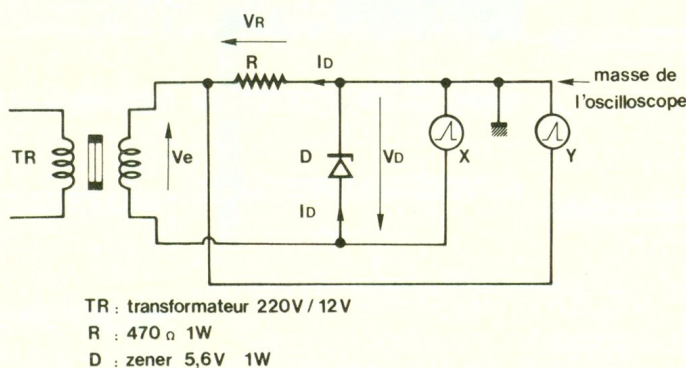 VR
R
ID
masse de
l'oscilloscope
TR
Ve
D
VD
X
Y
ID
TR : transformateur 220V / 12V
R : 470 Ω 1W
D : zener 5,6V 1W